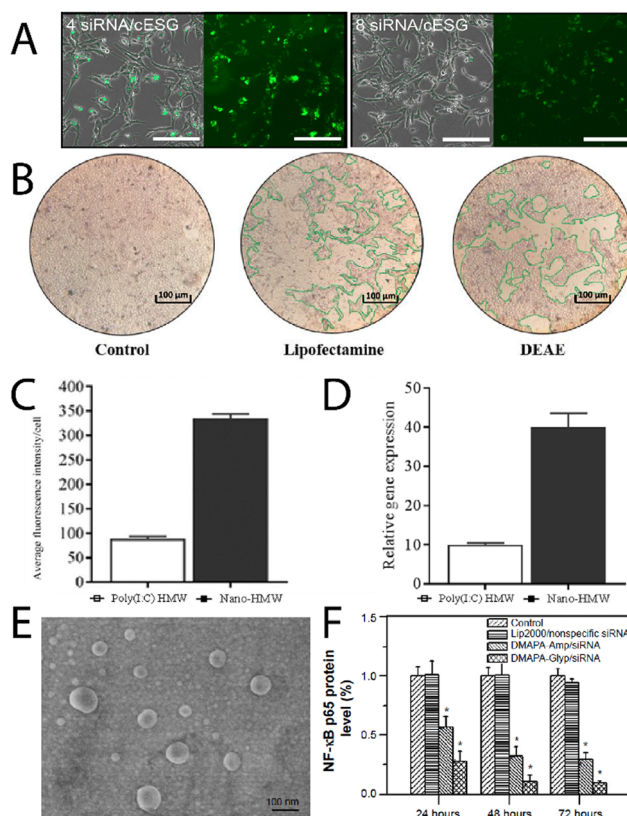 A
4 siRNA/cESG
8 siRNA/cESG
B
100 µm
100 µm
100 µm
Control
Lipofectamine
DEAE
C
Average fluorescence intensity/cell
400
350
300
250
200
150
100
50
0
Poly(I:C) HMW
Nano-HMW
D
Relative gene expression
50
40
30
20
10
0
Poly(I:C) HMW
Nano-HMW
E
100 nm
F
NF-κB p65 protein
level (%)
1.5
1.0
0.5
0.0
Control
Lip2000/nonspecific siRNA
DMAPA-Amp/siRNA
DMAPA-Glyp/siRNA
*
*
*
*
*
*
24 hours
48 hours
72 hours